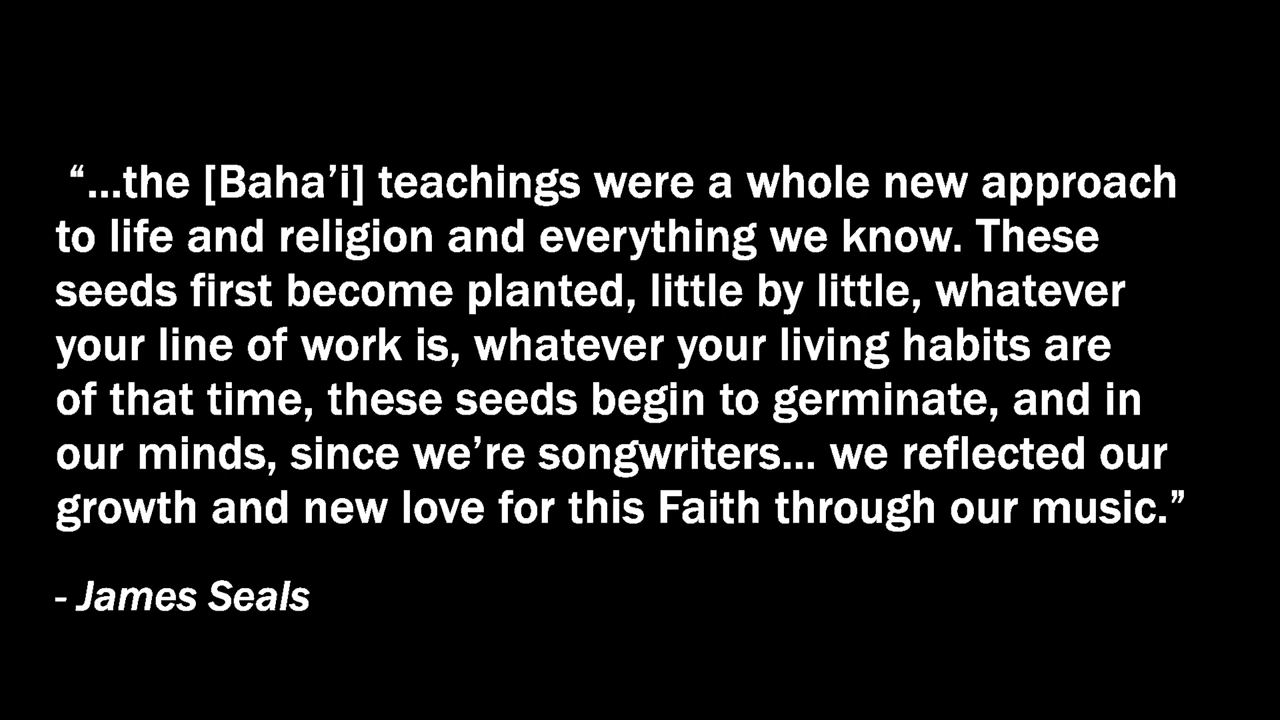 “...the [Baha’i] teachings were a whole new approach
to life and religion and everything we know. These
seeds first become planted, little by little, whatever
your line of work is, whatever your living habits are
of that time, these seeds begin to germinate, and in
our minds, since we’re songwriters... we reflected our
growth and new love for this Faith through our music.”
- James Seals